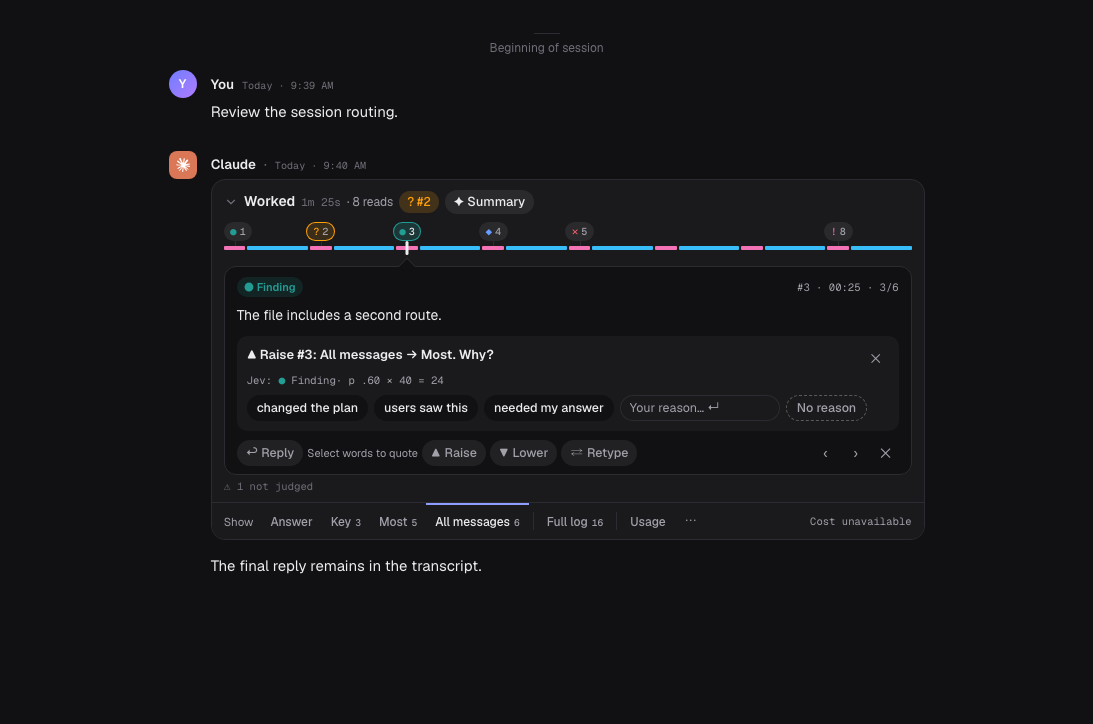 Beginning of session
Y You Today · 9:39 AM
Review the session routing.
Claude · Today · 9:40 AM
Worked 1m 25s · 8 reads ? #2 ✦ Summary
● 1 ? 2 ● 3 ◆ 4 × 5 ! 8
● Finding #3 · 00:25 · 3/6
The file includes a second route.
▲ Raise #3: All messages → Most. Why? ×
Jev: ● Finding· p .60 × 40 = 24
changed the plan users saw this needed my answer Your reason… ↵ No reason
↩ Reply Select words to quote ▲ Raise ▼ Lower ⇄ Retype ‹ › ×
⚠ 1 not judged
Show Answer Key 3 Most 5 All messages 6 Full log 16 Usage ··· Cost unavailable
The final reply remains in the transcript.